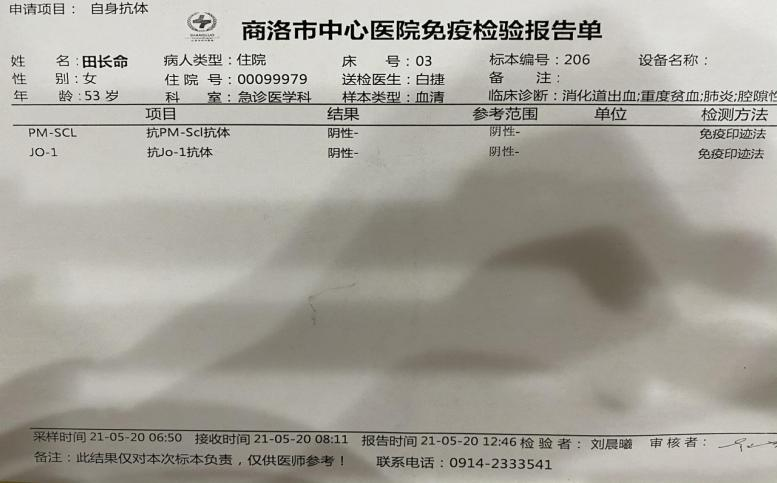 申请项目： 自身抗体
商洛市中心医院免疫检验报告单
姓 名：田长命 病人类型：住院 床 号：03 标本编号：206 设备名称：
性 别：女 住 院 号：00099979 送检医生：白捷 备 注：
年 龄：53 岁 科 室：急诊医学科 样本类型：血清 临床诊断：消化道出血;重度贫血;肺炎;腔隙性
项目 结果 参考范围 单位 检测方法
PM-SCL 抗PM-Scl抗体 阴性- 阴性- 免疫印迹法
JO-1 抗Jo-1抗体 阴性- 阴性- 免疫印迹法
采样时间 21-05-20 06:50 接收时间 21-05-20 08:11 报告时间 21-05-20 12:46 检 验 者： 刘晨曦 审 核 者：
备注：此结果仅对本次标本负责，仅供医师参考！ 联系电话：0914-2333541